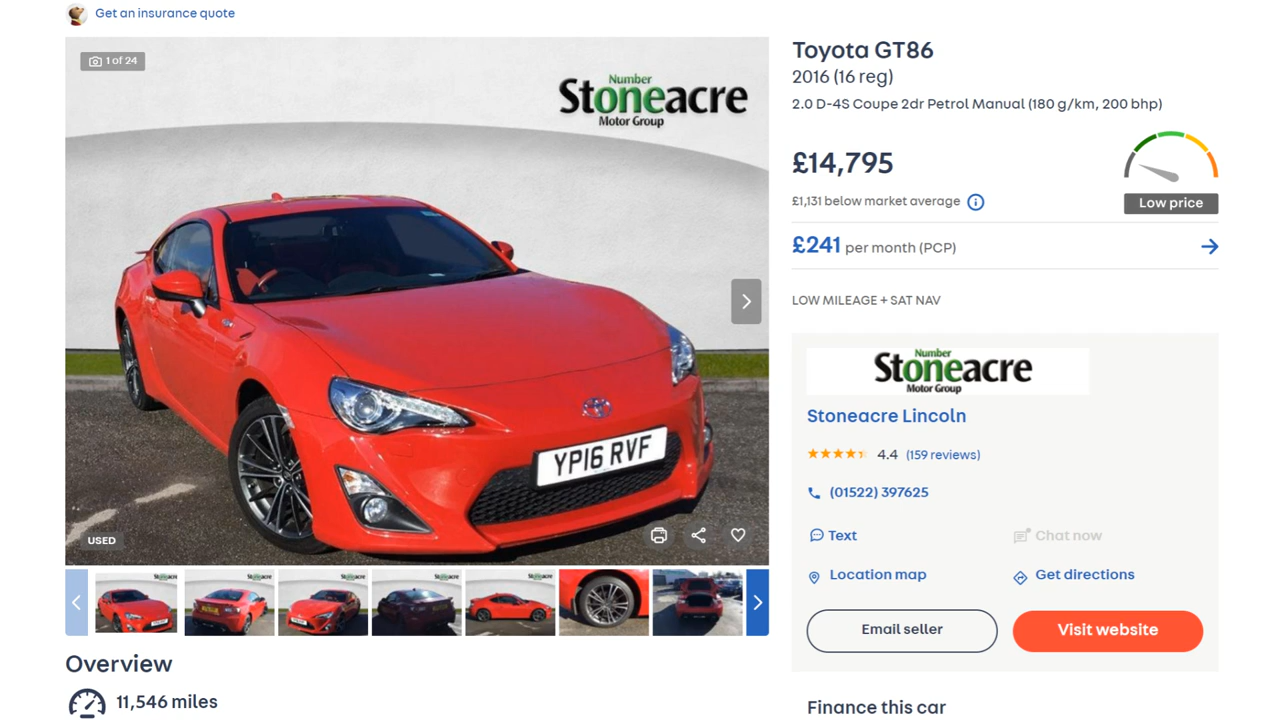 Get an insurance quote
1 of 24
Number
Stoneacre
Motor Group
YP16 RVF
USED
Overview
11,546 miles
Toyota GT86
2016 (16 reg)
2.0 D-4S Coupe 2dr Petrol Manual (180 g/km, 200 bhp)
£14,795
£1,131 below market average
Low price
£241 per month (PCP)
LOW MILEAGE + SAT NAV
Number
Stoneacre
Motor Group
Stoneacre Lincoln
4.4 (159 reviews)
(01522) 397625
Text
Chat now
Location map
Get directions
Email seller
Visit website
Finance this car